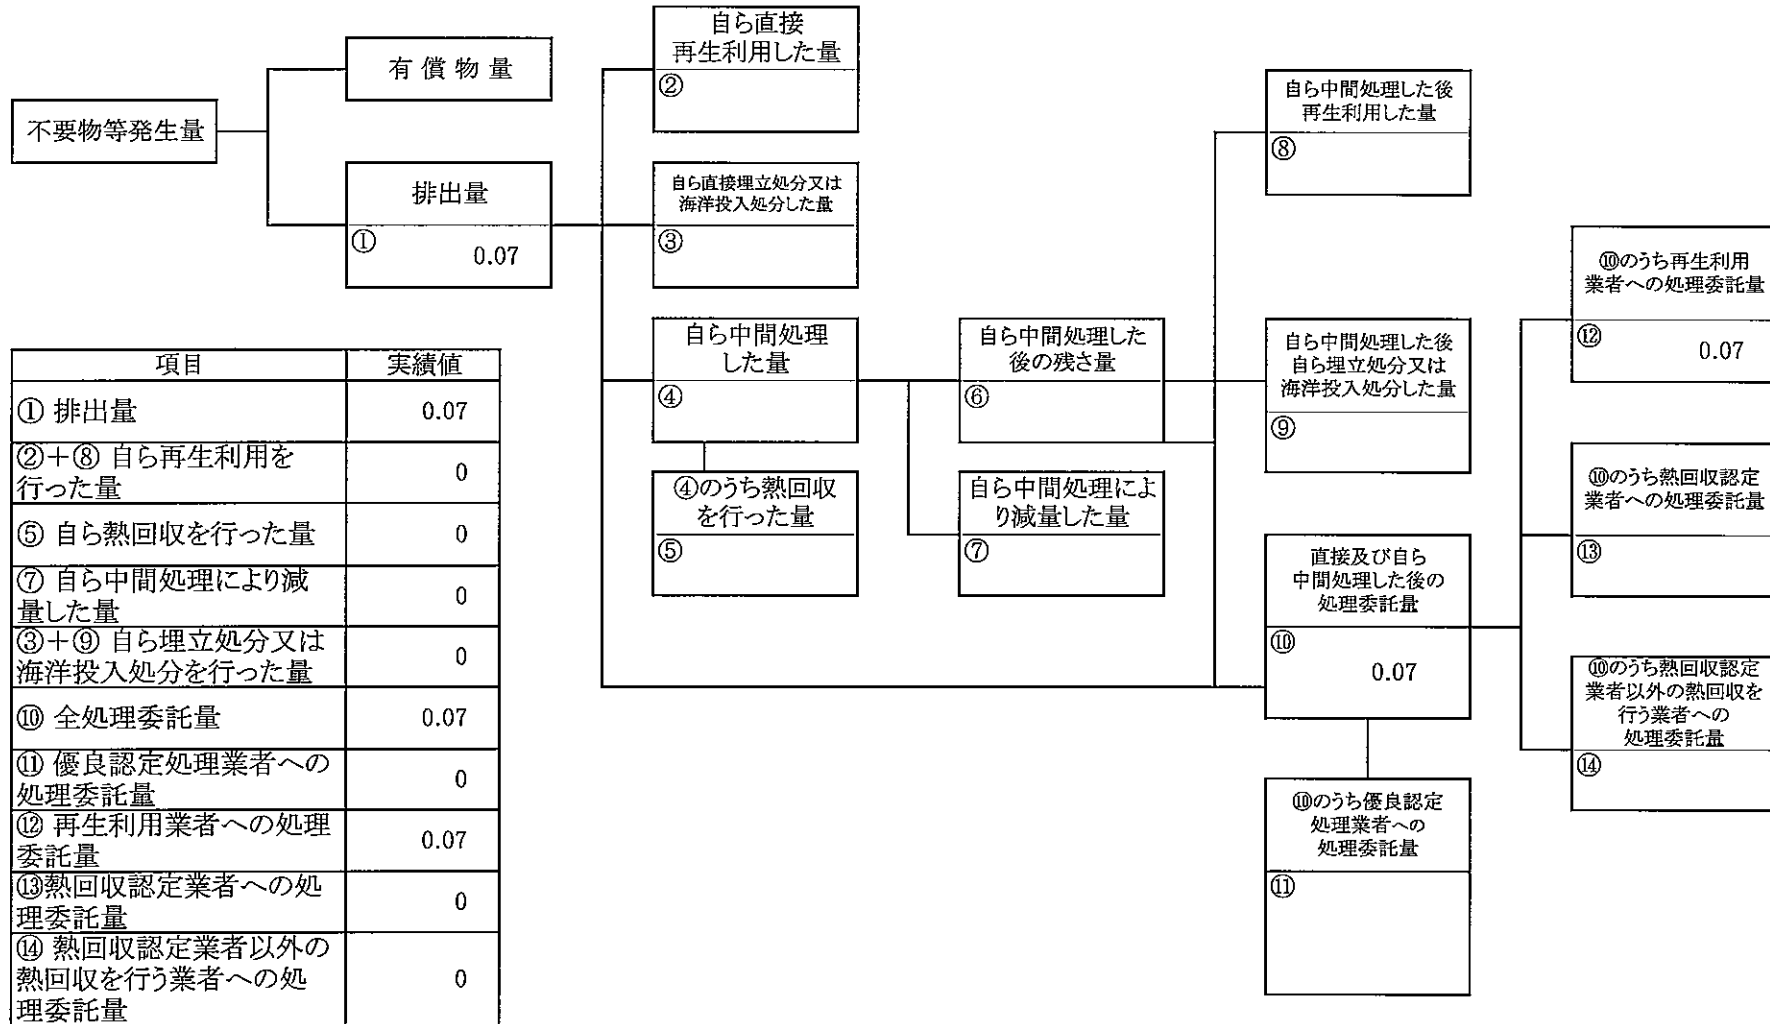 不要物等発生量
有 償 物 量
排出量
①
0.07
自ら直接
再生利用した量
②
自ら直接埋立処分又は
海洋投入処分した量
③
自ら中間処理
した量
④
④のうち熱回収
を行った量
⑤
自ら中間処理した
後の残さ量
⑥
自ら中間処理によ
り減量した量
⑦
自ら中間処理した後
再生利用した量
⑧
自ら中間処理した後
自ら埋立処分又は
海洋投入処分した量
⑨
直接及び自ら
中間処理した後の
処理委託量
⑩
0.07
⑩のうち優良認定
処理業者への
処理委託量
⑪
⑩のうち再生利用
業者への処理委託量
⑫
0.07
⑩のうち熱回収認定
業者への処理委託量
⑬
⑩のうち熱回収認定
業者以外の熱回収を
行う業者への
処理委託量
⑭
項目 実績値
① 排出量 0.07
②+⑧ 自ら再生利用を
行った量 0
⑤ 自ら熱回収を行った量 0
⑦ 自ら中間処理により減
量した量 0
③+⑨ 自ら埋立処分又は
海洋投入処分を行った量 0
⑩ 全処理委託量 0.07
⑪ 優良認定処理業者への
処理委託量 0
⑫ 再生利用業者への処理
委託量 0.07
⑬熱回収認定業者への処
理委託量 0
⑭ 熱回収認定業者以外の
熱回収を行う業者への処
理委託量 0